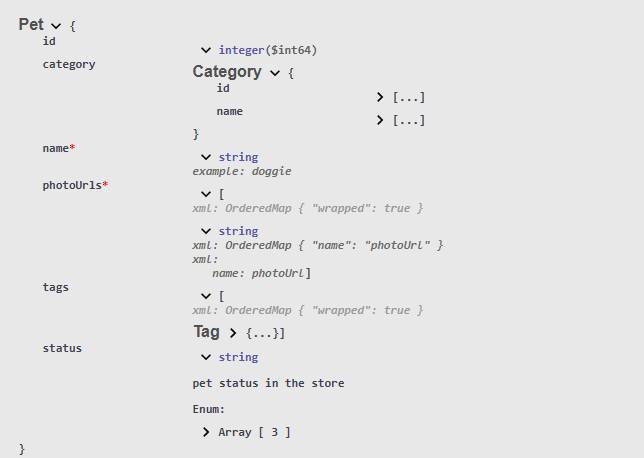 Pet {
id integer($int64)
category Category {
id [...]
name [...]
}
name* string
example: doggie
photoUrls* [
xml: OrderedMap { "wrapped": true }
string
xml: OrderedMap { "name": "photoUrl" }
xml:
name: photoUrl]
tags [
xml: OrderedMap { "wrapped": true }
Tag {...}]
status string
pet status in the store
Enum:
Array [ 3 ]
}